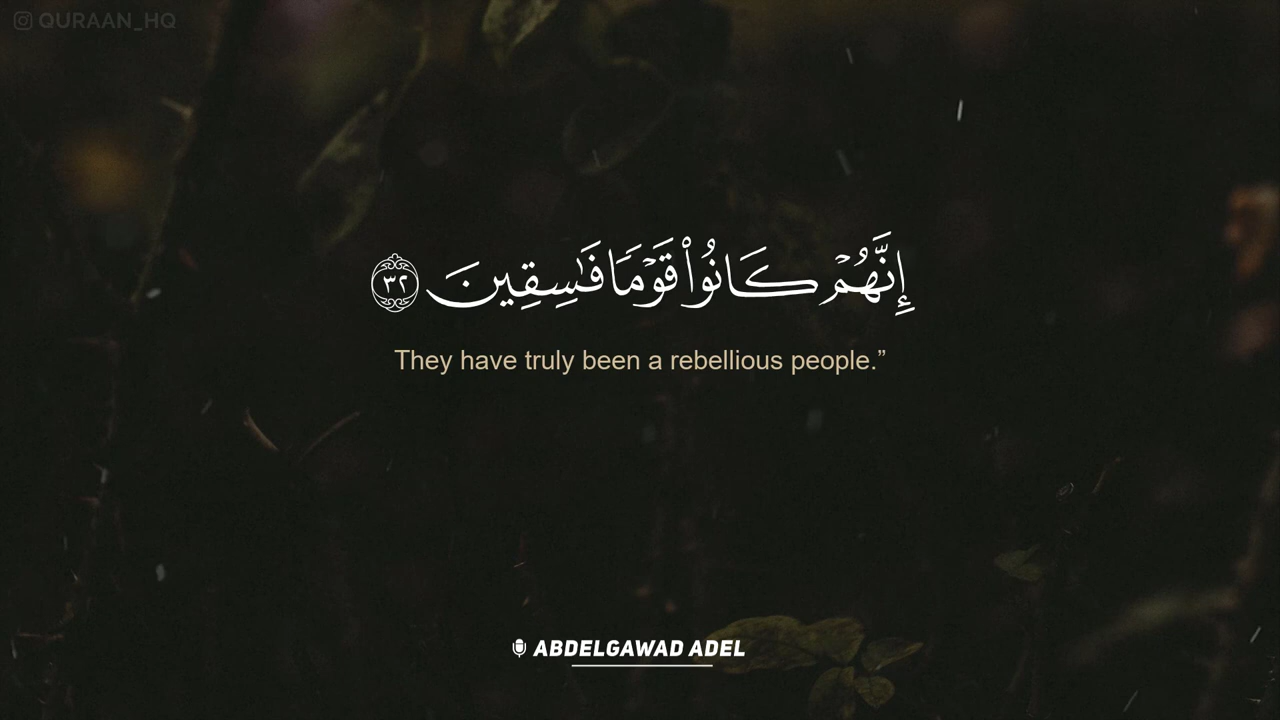 QURAAN_HQ
إِنَّهُمْ كَانُوا۟ قَوْمًا فَـٰسِقِينَ ٣٢
They have truly been a rebellious people.”
ABDELGAWAD ADEL